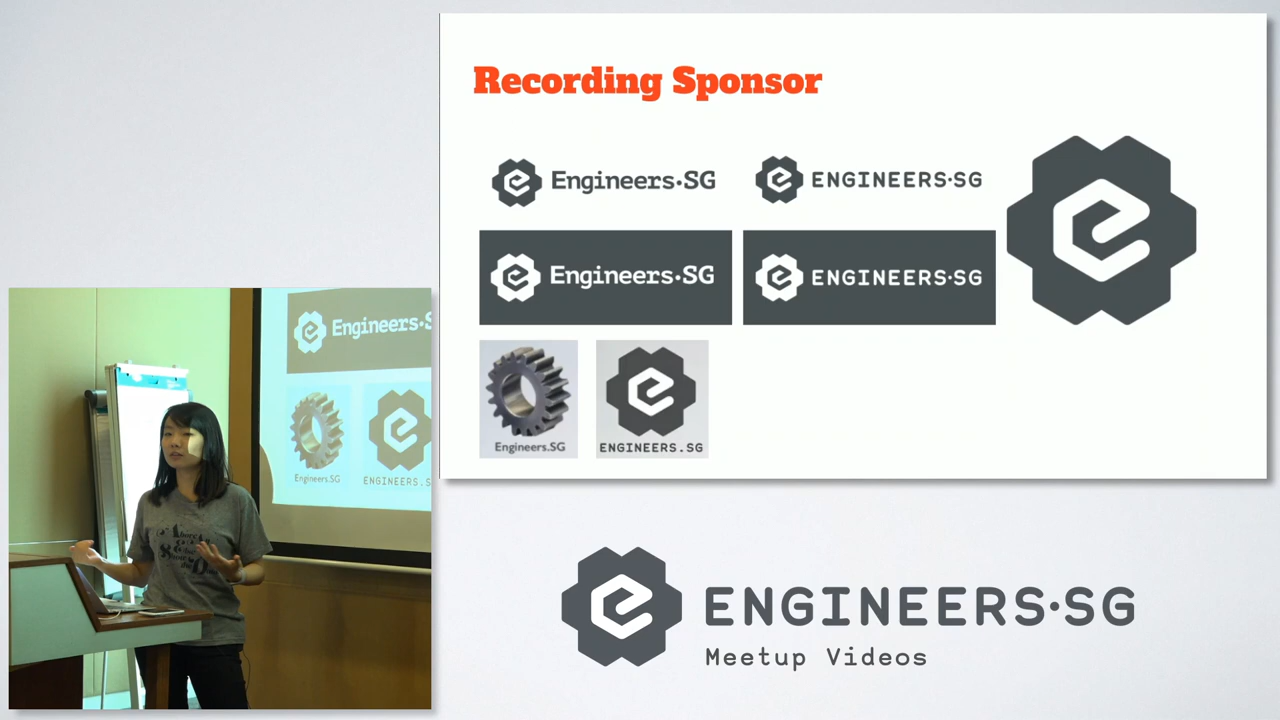 Recording Sponsor
Engineers·SG
ENGINEERS·SG
Engineers·SG
ENGINEERS·SG
Engineers.SG
ENGINEERS.SG
Engineers·S
Engineers.SG
ENGINEERS.S
ENGINEERS·SG
Meetup Videos